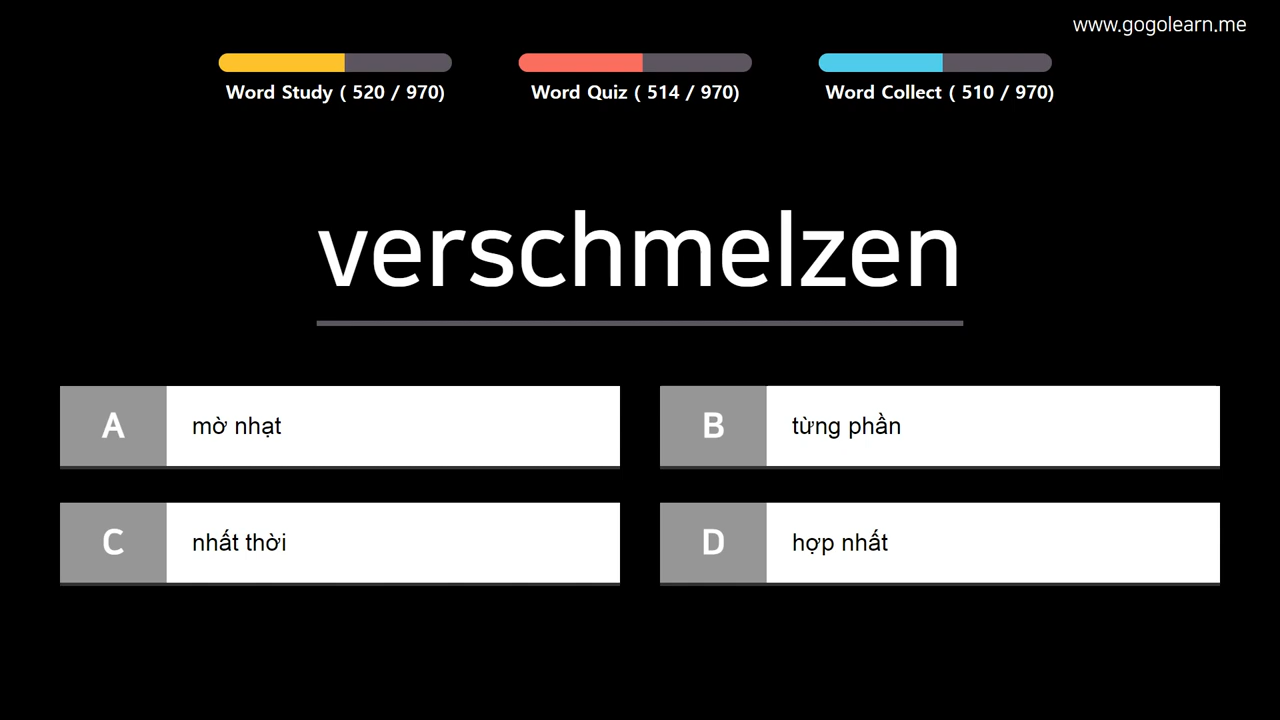 www.gogolearn.me
Word Study ( 520 / 970)
Word Quiz ( 514 / 970)
Word Collect ( 510 / 970)
verschmelzen
A mờ nhạt
B từng phần
C nhất thời
D hợp nhất